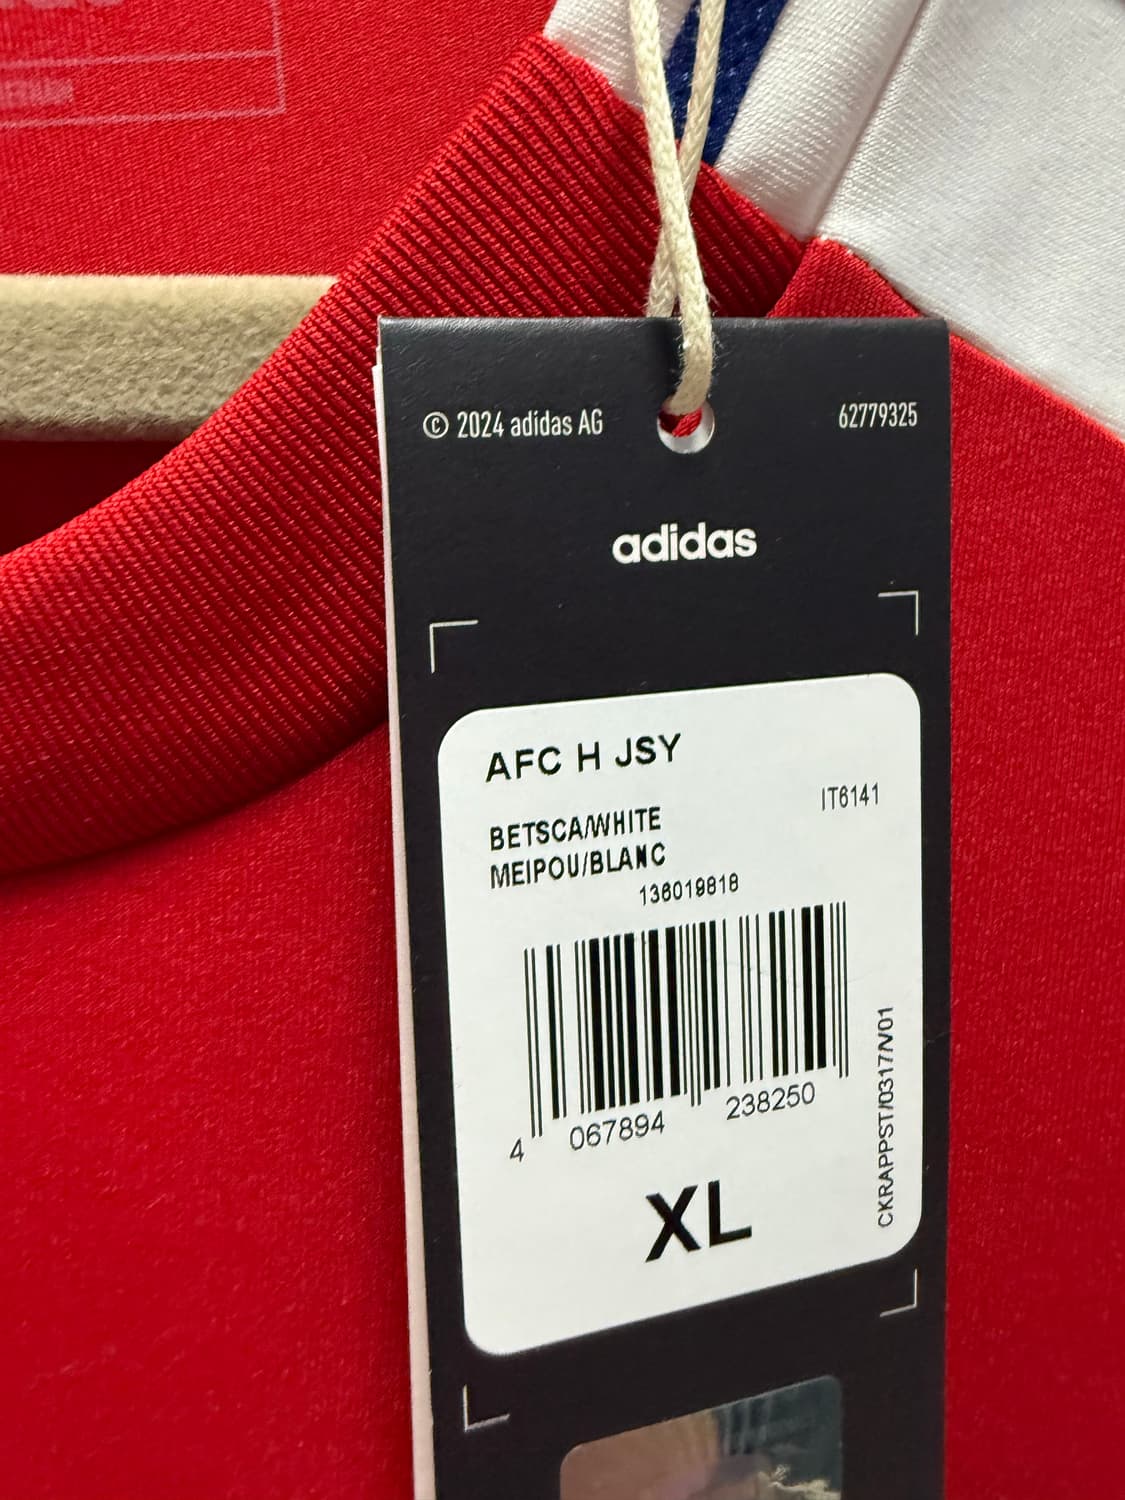 © 2024 adidas AG
62779325
adidas
AFC H JSY
IT6141
BETSCA/WHITE
MEIPOU/BLANC
136019818
4 067894 238250
CKRAPPST/0317/V01
XL